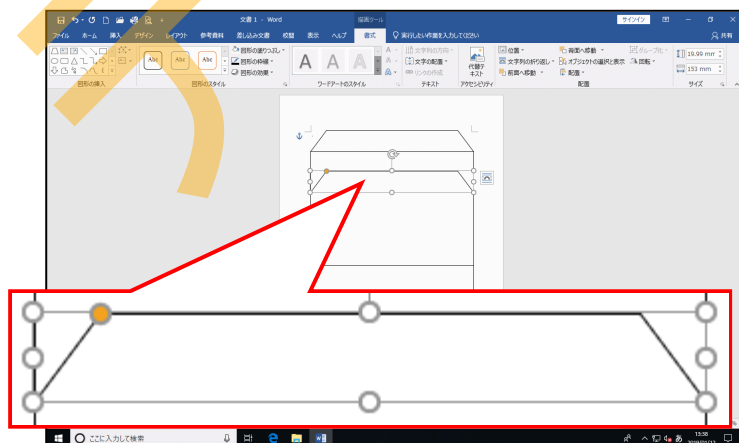 文書 1 - Word
描画ツール
サインイン
ファイル ホーム 挿入 デザイン レイアウト 参考資料 差し込み文書 校閲 表示 ヘルプ 書式 実行したい作業を入力してください
共有
Abc Abc Abc
図形の塗りつぶし
図形の枠線
図形の効果
A A A
文字列の方向
文字の配置
リンクの作成
代替テ
キスト
位置
文字列の折り返し
前面へ移動
背面へ移動
オブジェクトの選択と表示
配置
グループ化
回転
19.99 mm
153 mm
図形の挿入 図形のスタイル ワードアートのスタイル テキスト アクセシビリティ 配置 サイズ
ここに入力して検索
あ
13:38